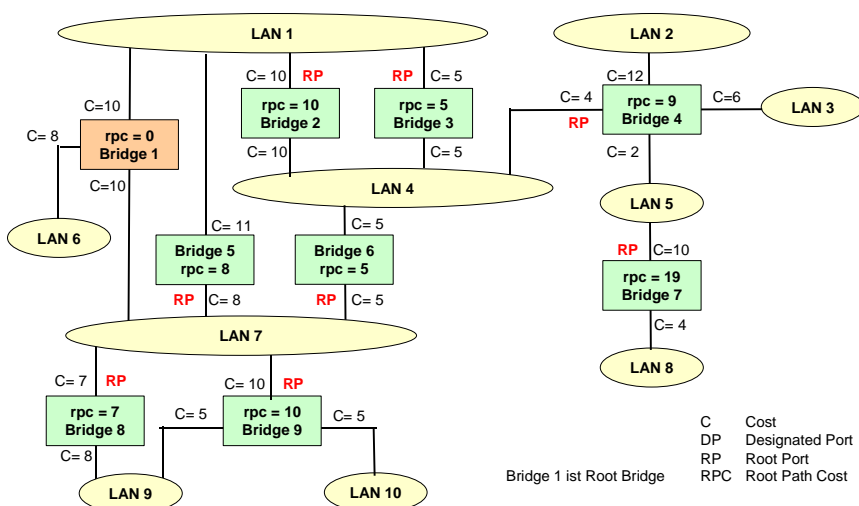 LAN 1
LAN 2
C= 10
RP
RP
C= 5
C=12
C=10
rpc = 10
Bridge 2
rpc = 5
Bridge 3
C= 4
RP
rpc = 9
Bridge 4
C=6
LAN 3
C= 8
rpc = 0
Bridge 1
C= 10
C= 5
C= 2
C=10
LAN 4
LAN 5
LAN 6
C= 11
C= 5
Bridge 5
rpc = 8
Bridge 6
rpc = 5
RP
C=10
RP
C= 8
RP
C= 5
rpc = 19
Bridge 7
LAN 7
C= 4
LAN 8
C= 7
RP
C= 10
RP
rpc = 7
Bridge 8
C= 5
rpc = 10
Bridge 9
C= 5
C= 8
LAN 9
LAN 10
Bridge 1 ist Root Bridge
C Cost
DP Designated Port
RP Root Port
RPC Root Path Cost